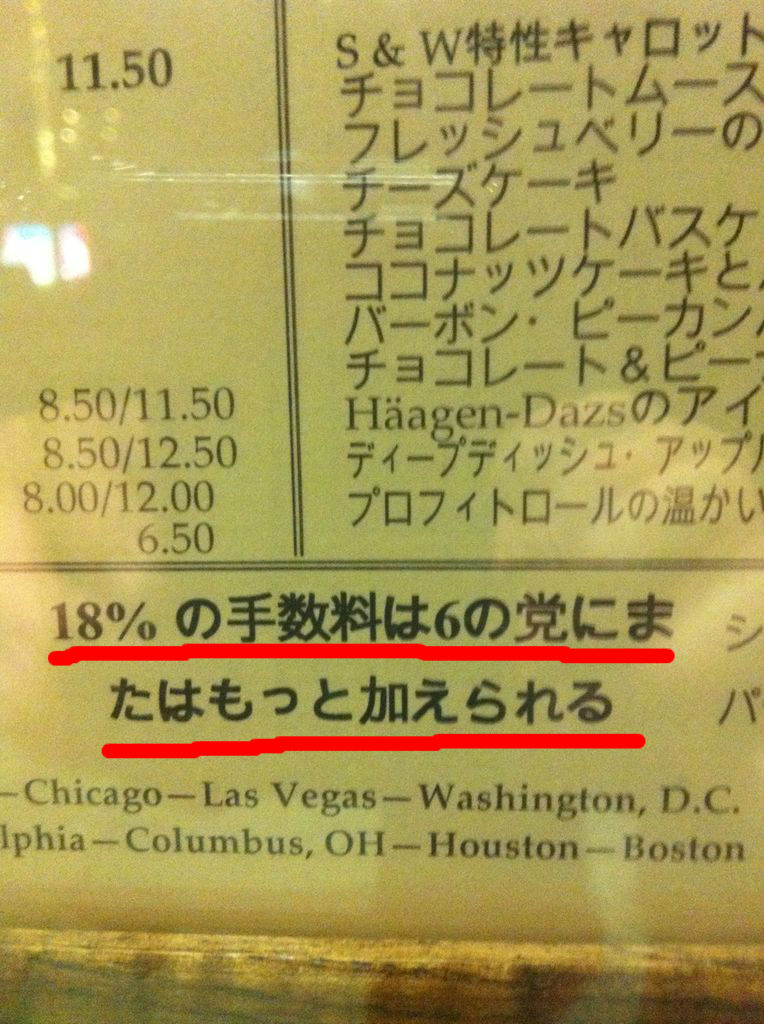 11.50
S & W特性キャロット
チョコレートムース
フレッシュベリーの
チーズケーキ
チョコレートバスケ
ココナッツケーキと
バーボン・ピーカン
チョコレート&ピー
8.50/11.50
Häagen-Dazsのアイ
8.50/12.50
ディープディッシュ・アップル
8.00/12.00
プロフィトロールの温かい
6.50
18% の手数料は6の党にま
たはもっと加えられる
シ
パ
—Chicago—Las Vegas—Washington, D.C.
lphia—Columbus, OH—Houston—Boston